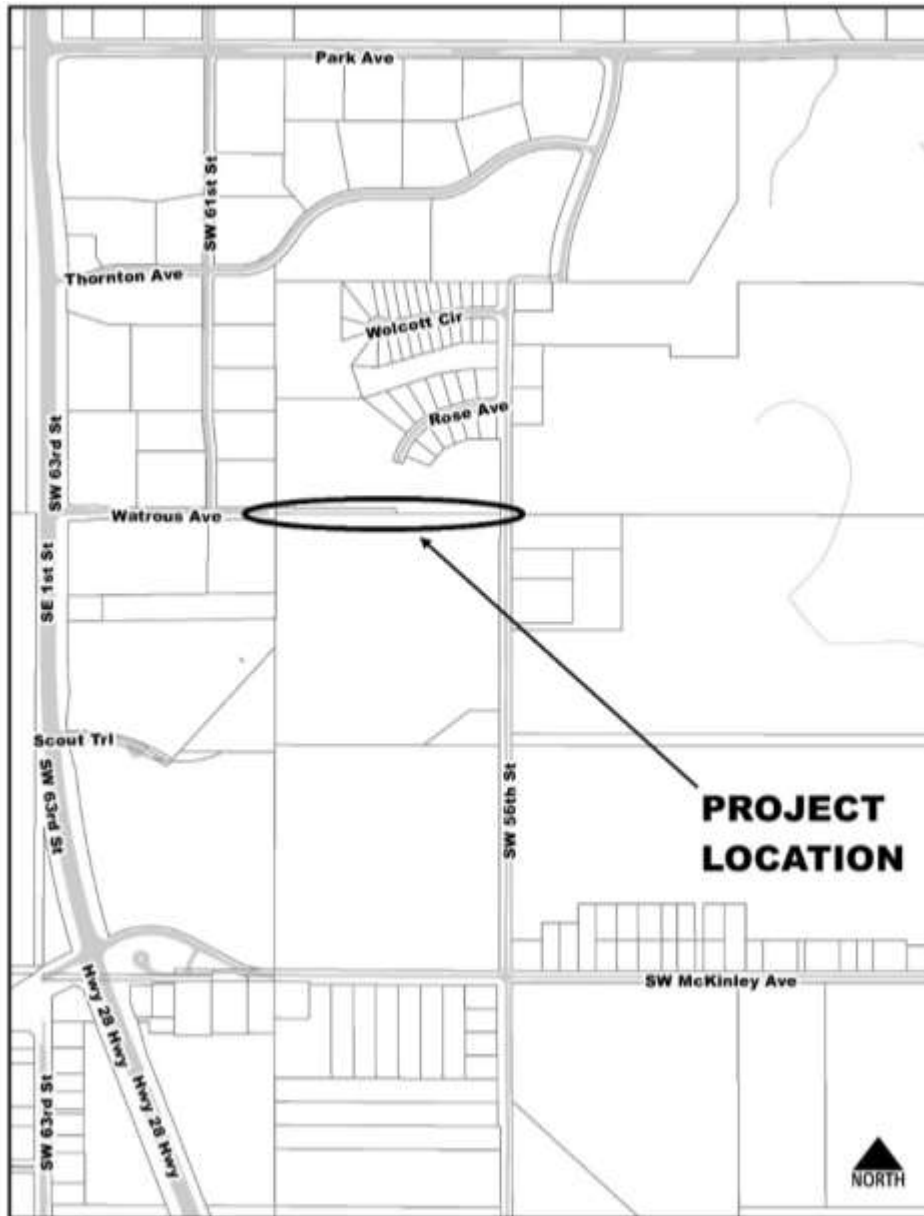 Park Ave
SW 61st St
Thornton Ave
Wolcott Cir
Rose Ave
SW 63rd St
Watrous Ave
SE 1st St
Scout Trl
SW 63rd St
SW 56th St
PROJECT
LOCATION
SW McKinley Ave
Hwy 28 Hwy
Hwy 28 Hwy
SW 63rd St
NORTH